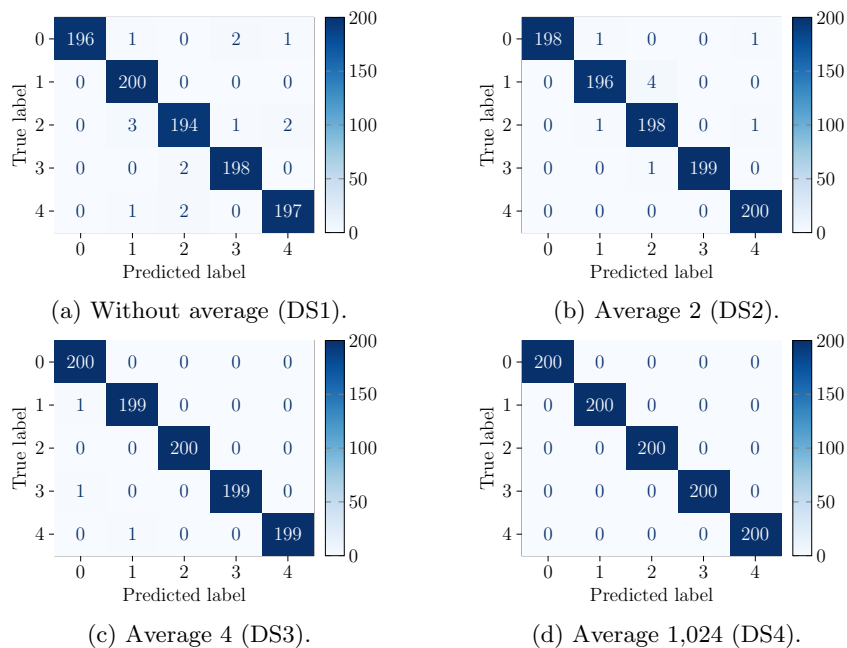 True label
0 196 1 0 2 1
1 0 200 0 0 0
2 0 3 194 1 2
3 0 0 2 198 0
4 0 1 2 0 197
0 1 2 3 4
Predicted label
200
150
100
50
0
(a) Without average (DS1).
True label
0 198 1 0 0 1
1 0 196 4 0 0
2 0 1 198 0 1
3 0 0 1 199 0
4 0 0 0 0 200
0 1 2 3 4
Predicted label
200
150
100
50
0
(b) Average 2 (DS2).
True label
0 200 0 0 0 0
1 1 199 0 0 0
2 0 0 200 0 0
3 1 0 0 199 0
4 0 1 0 0 199
0 1 2 3 4
Predicted label
200
150
100
50
0
(c) Average 4 (DS3).
True label
0 200 0 0 0 0
1 0 200 0 0 0
2 0 0 200 0 0
3 0 0 0 200 0
4 0 0 0 0 200
0 1 2 3 4
Predicted label
200
150
100
50
0
(d) Average 1,024 (DS4).